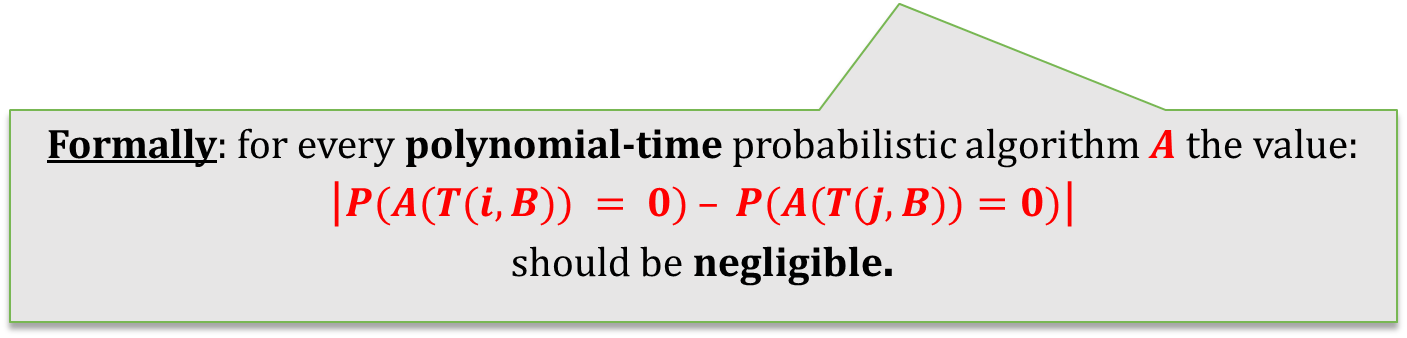 Formally: for every polynomial-time probabilistic algorithm A the value:
|P(A(T(i, B)) = 0) – P(A(T(j, B)) = 0)|
should be negligible.